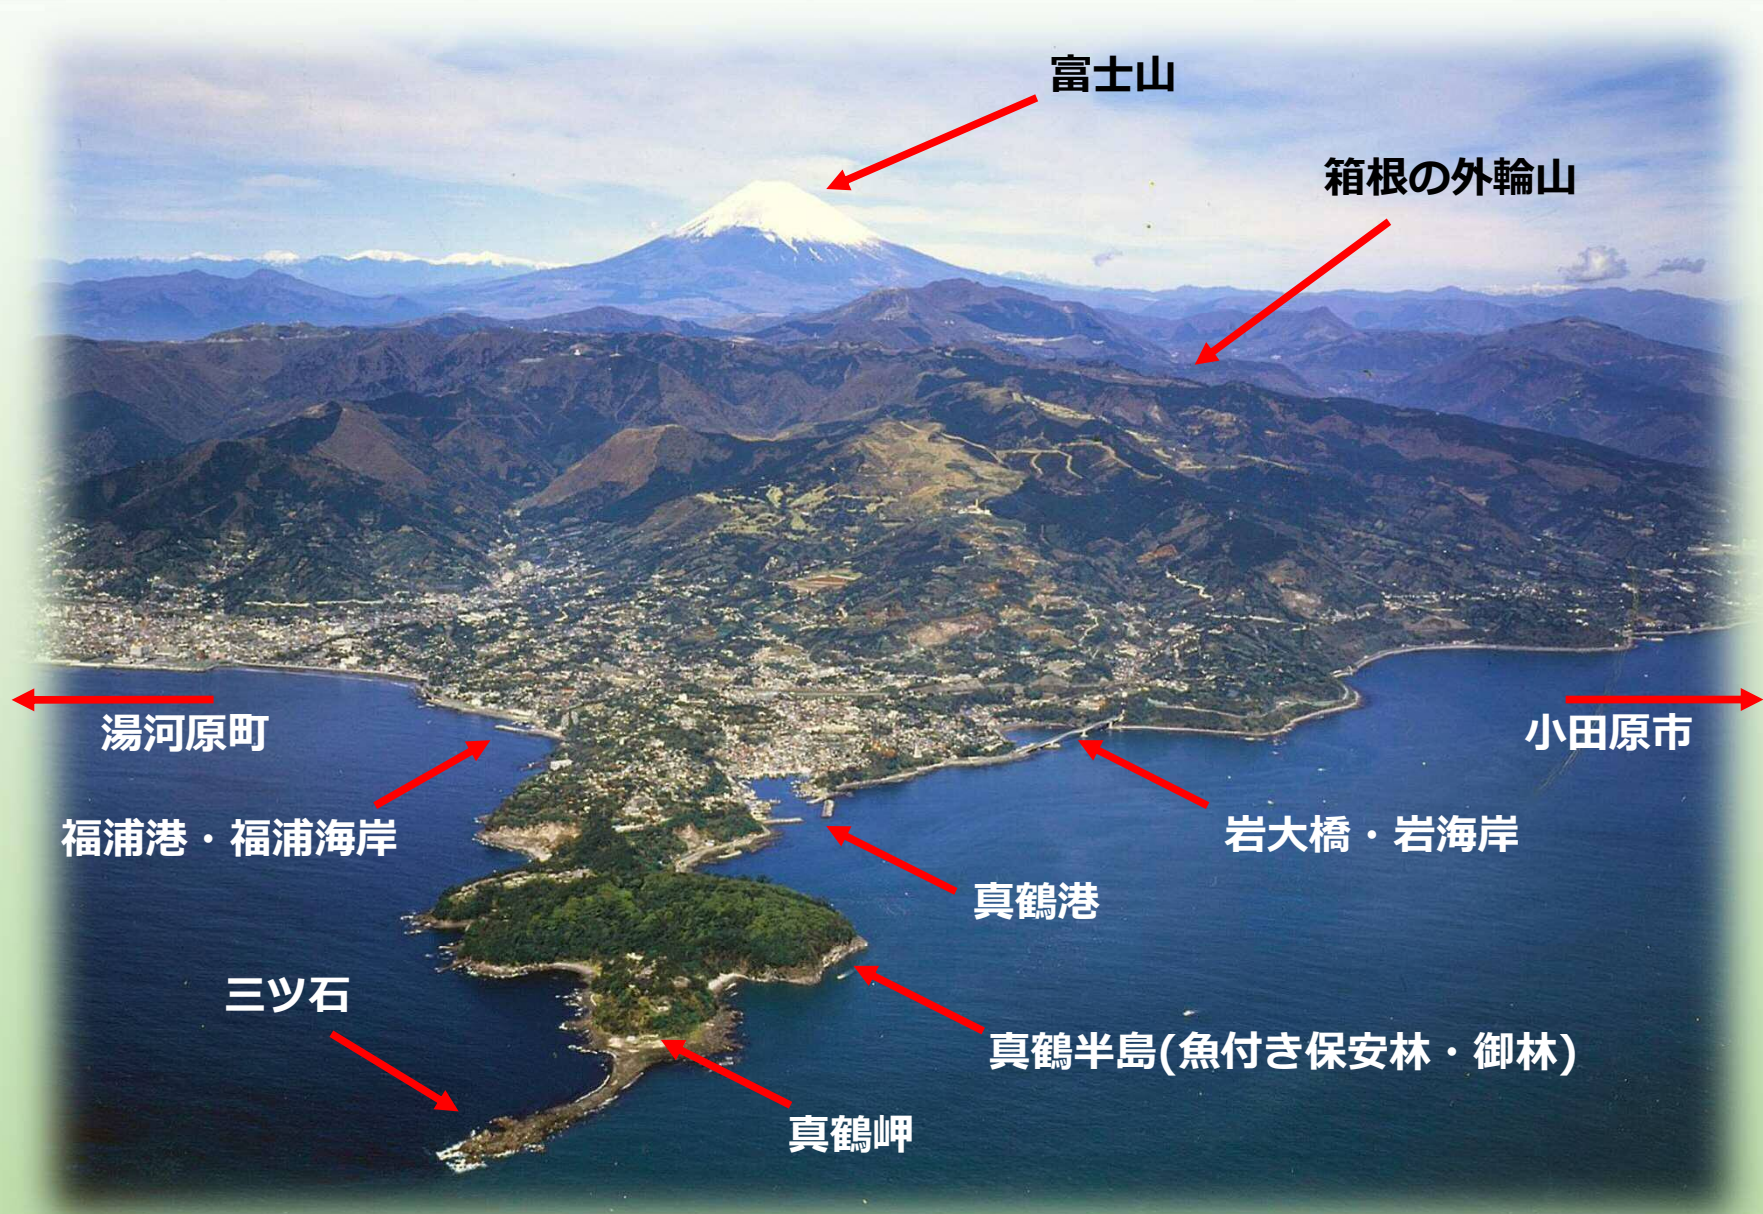 富士山
箱根の外輪山
湯河原町
小田原市
福浦港・福浦海岸
岩大橋・岩海岸
真鶴港
三ツ石
真鶴半島(魚付き保安林・御林)
真鶴岬